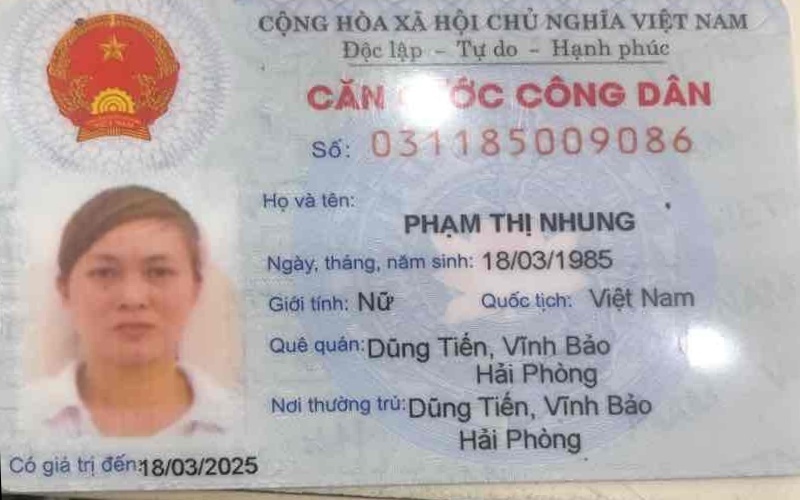 CỘNG HÒA XÃ HỘI CHỦ NGHĨA VIỆT NAM
Độc lập - Tự do - Hạnh phúc
CĂN CƯỚC CÔNG DÂN
Số: 031185009086
Họ và tên:
PHẠM THỊ NHUNG
Ngày, tháng, năm sinh: 18/03/1985
Giới tính: Nữ Quốc tịch: Việt Nam
Quê quán: Dũng Tiến, Vĩnh Bảo
Hải Phòng
Nơi thường trú: Dũng Tiến, Vĩnh Bảo
Hải Phòng
Có giá trị đến: 18/03/2025